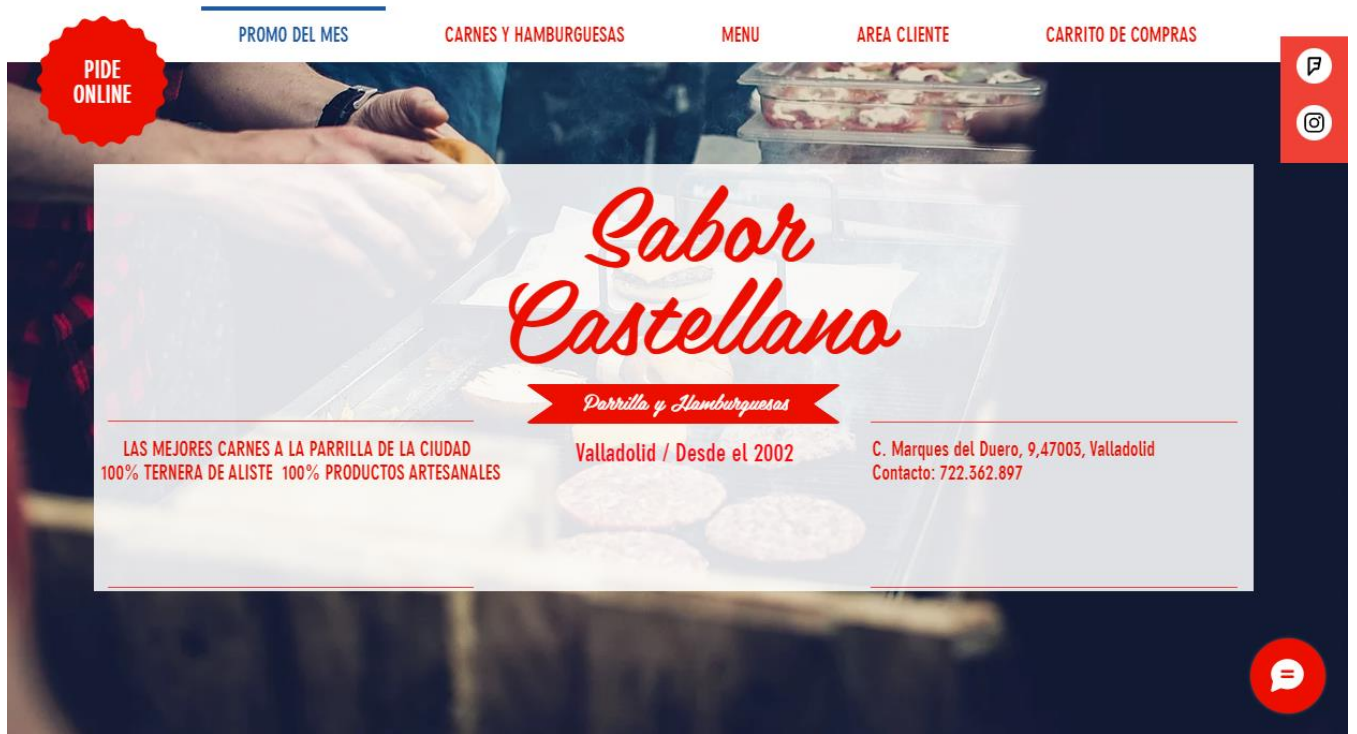 PROMO DEL MES
CARNES Y HAMBURGUESAS
MENU
AREA CLIENTE
CARRITO DE COMPRAS
PIDE
ONLINE
Sabor
Castellano
Parrilla y Hamburguesas
Valladolid / Desde el 2002
LAS MEJORES CARNES A LA PARRILLA DE LA CIUDAD
100% TERNERA DE ALISTE 100% PRODUCTOS ARTESANALES
C. Marques del Duero, 9,47003, Valladolid
Contacto: 722.362.897